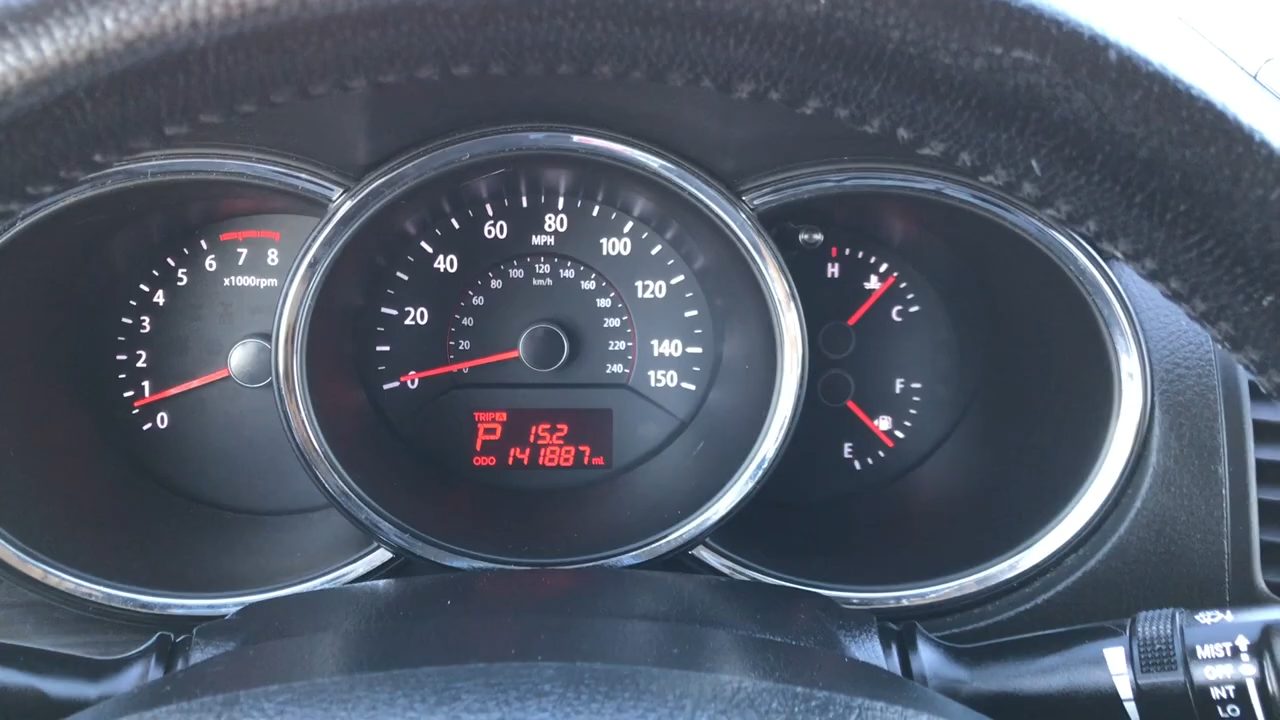 0 1 2 3 4 5 6 7 8
x1000rpm
0 20 40 60 80 100 120 140 150
MPH
20 40 60 80 100 120 140 160 180 200 220 240
km/h
TRIP A
P 15.2
ODO 141887 mi
H
C
F
E
MIST
OFF
INT
LO